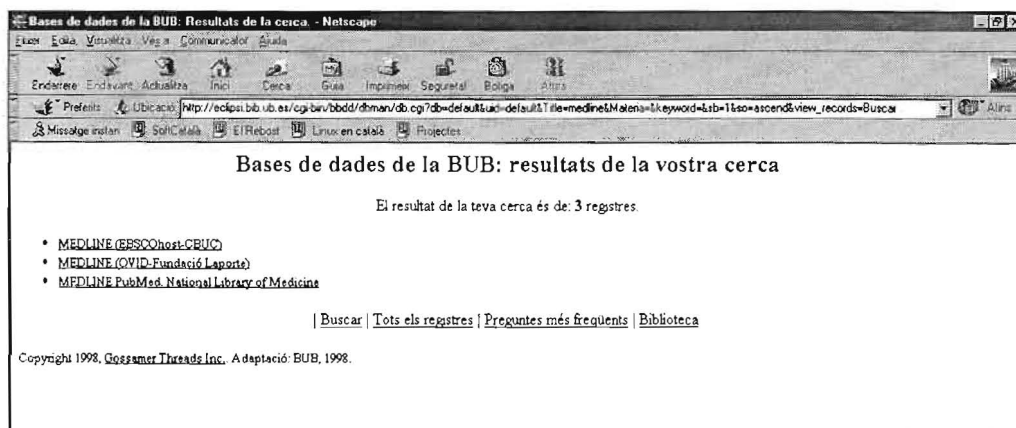 Bases de dades de la BUB: Resultats de la cerca. - Netscape
Edita Visualitza Ves a Communicator Ajuda
Endarrere Endavant Actualitza Inici Cerca Guia Imprimeix Seguretat Botiga Atura
Preferits Ubicació http://eclipsi.bib.ub.es/cgi-bin/bbdd/dbman/db.cgi?db=default&uid=default&Title=medline&Materia=&keyword=&sb=1&so=ascend&view_records=Buscar Afins
Missatge instan SoftCatalà El Rebost Linux en català Projectes
Bases de dades de la BUB: resultats de la vostra cerca
El resultat de la teva cerca és de: 3 registres.
• MEDLINE (EBSCOhost-CBUC)
• MEDLINE (OVID-Fundació Laporte)
• MEDLINE PubMed. National Library of Medicine
| Buscar | Tots els registres | Preguntes més freqüents | Biblioteca
Copyright 1998, Gossamer Threads Inc.. Adaptació: BUB, 1998.